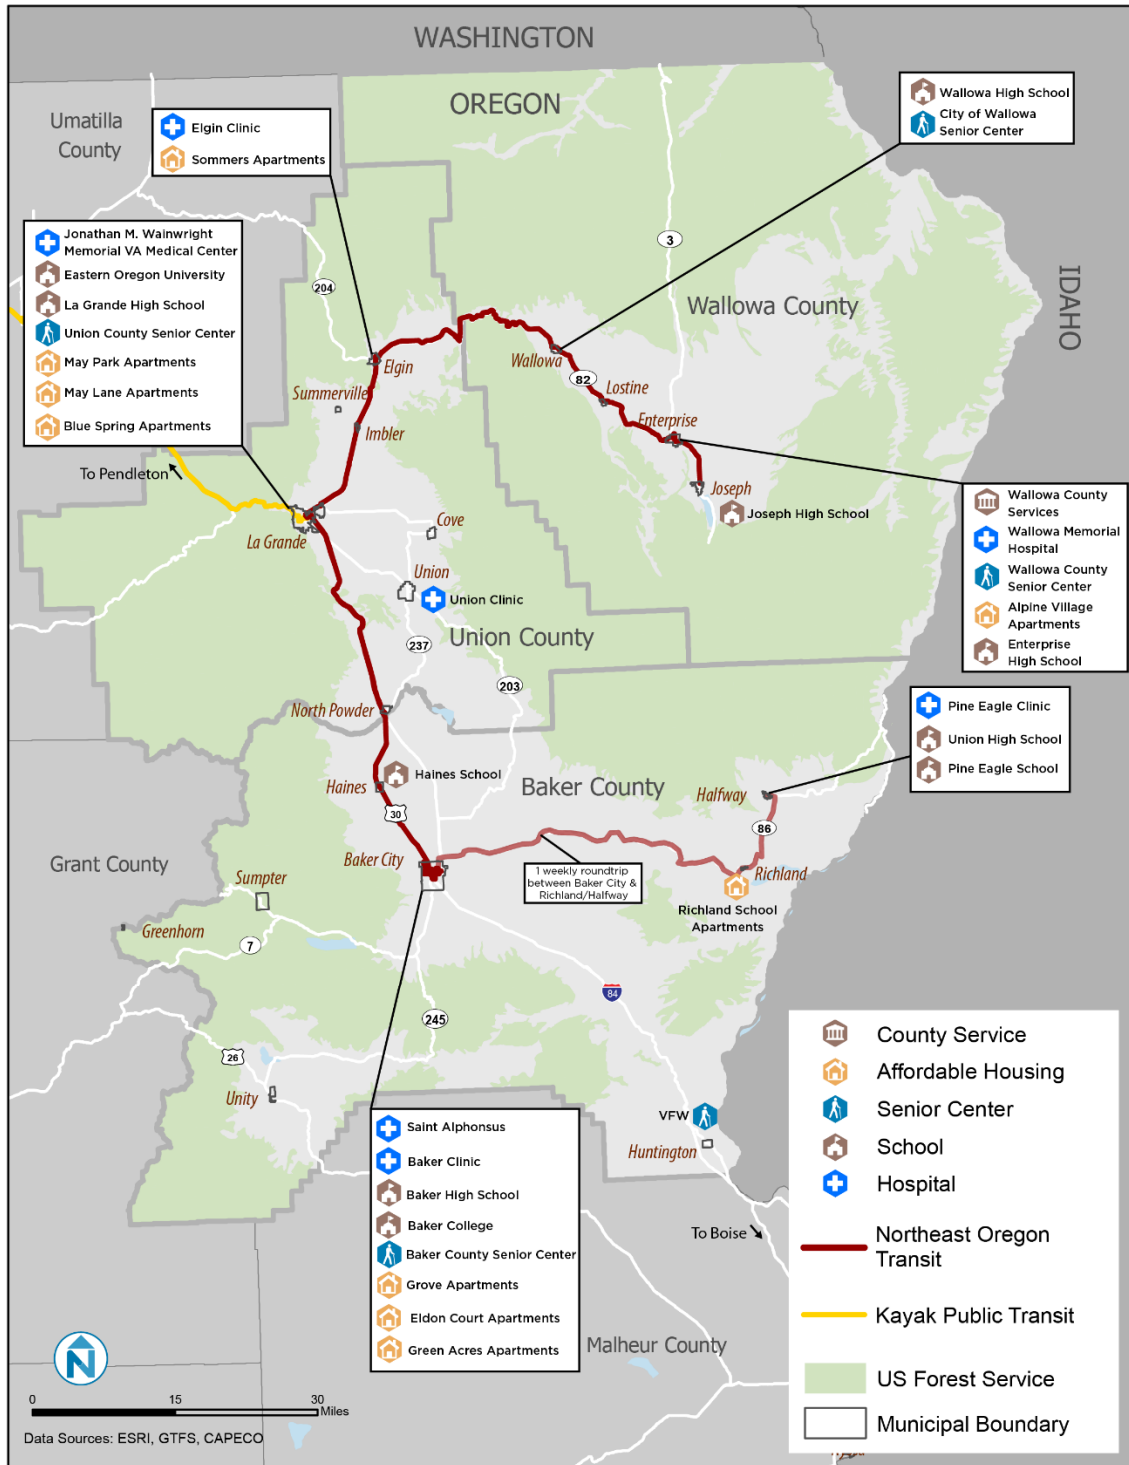 WASHINGTON
OREGON
Umatilla
County
Elgin Clinic
Sommers Apartments
Wallowa High School
City of Wallowa
Senior Center
Jonathan M. Wainwright
Memorial VA Medical Center
Eastern Oregon University
La Grande High School
Union County Senior Center
May Park Apartments
May Lane Apartments
Blue Spring Apartments
3
204
IDAHO
Wallowa County
Elgin
Wallowa
82
Summerville
Lostine
Imbler
Enterprise
To Pendleton
Joseph
Joseph High School
La Grande
Cove
Wallowa County
Services
Wallowa Memorial
Hospital
Wallowa County
Senior Center
Alpine Village
Apartments
Enterprise
High School
Union
Union Clinic
Union County
237
203
North Powder
Pine Eagle Clinic
Union High School
Pine Eagle School
Haines School
Haines
Baker County
Halfway
30
86
Baker City
1 weekly roundtrip
between Baker City &
Richland/Halfway
Richland
Richland School
Apartments
Grant County
Sumpter
Greenhorn
7
84
245
26
Unity
VFW
Huntington
To Boise
Saint Alphonsus
Baker Clinic
Baker High School
Baker College
Baker County Senior Center
Grove Apartments
Eldon Court Apartments
Green Acres Apartments
Malheur County
County Service
Affordable Housing
Senior Center
School
Hospital
Northeast Oregon
Transit
Kayak Public Transit
US Forest Service
Municipal Boundary
N
0 15 30
Miles
Data Sources: ESRI, GTFS, CAPECO